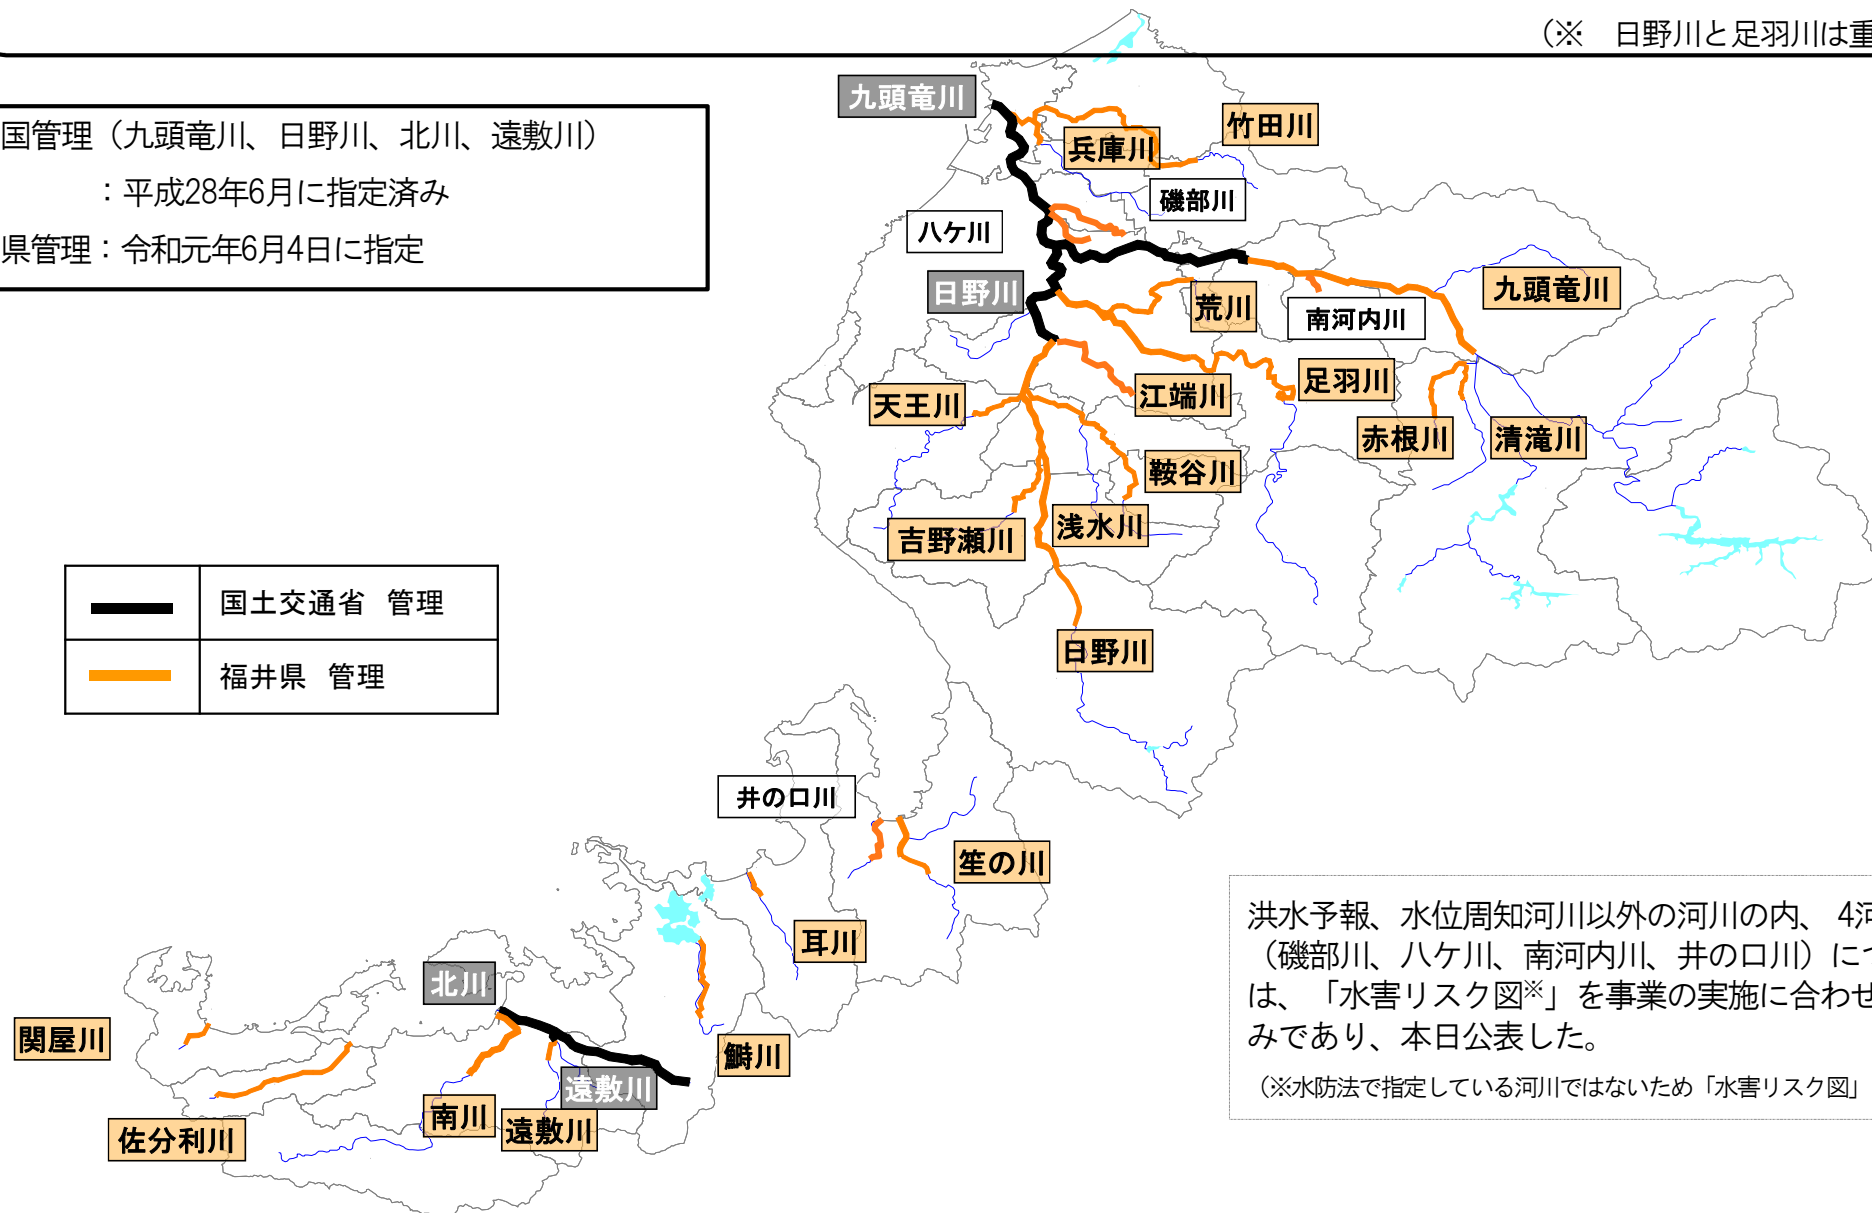 （※　日野川と足羽川は重
国管理（九頭竜川、日野川、北川、遠敷川）
：平成28年6月に指定済み
県管理：令和元年6月4日に指定
九頭竜川
竹田川
兵庫川
磯部川
八ケ川
日野川
荒川
南河内川
九頭竜川
足羽川
江端川
天王川
赤根川
清滝川
鞍谷川
吉野瀬川
浅水川
日野川
国土交通省　管理
福井県　管理
井の口川
笙の川
耳川
北川
関屋川
鰣川
遠敷川
南川
遠敷川
佐分利川
洪水予報、水位周知河川以外の河川の内、4河
（磯部川、八ケ川、南河内川、井の口川）につ
は、「水害リスク図※」を事業の実施に合わせ
みであり、本日公表した。
（※水防法で指定している河川ではないため「水害リスク図」